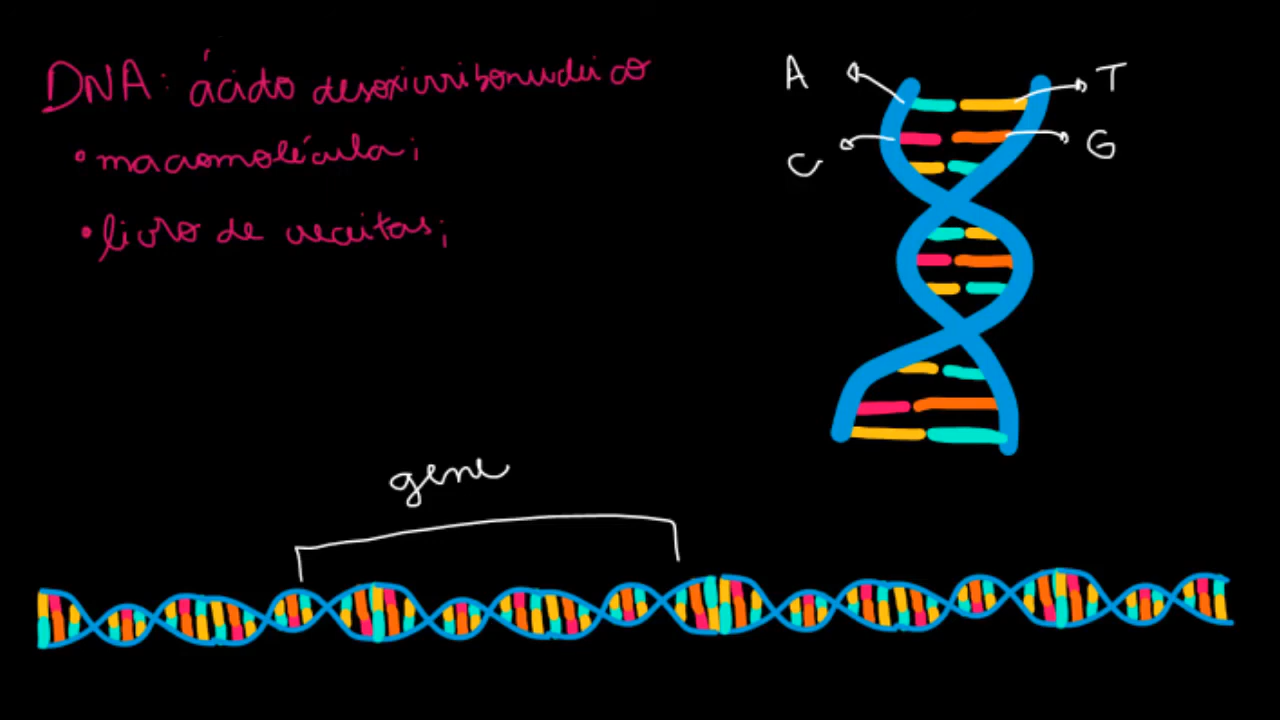 DNA: ácido desoxirribonucleico
• macromolécula;
• livro de receitas;
A T
C G
gene